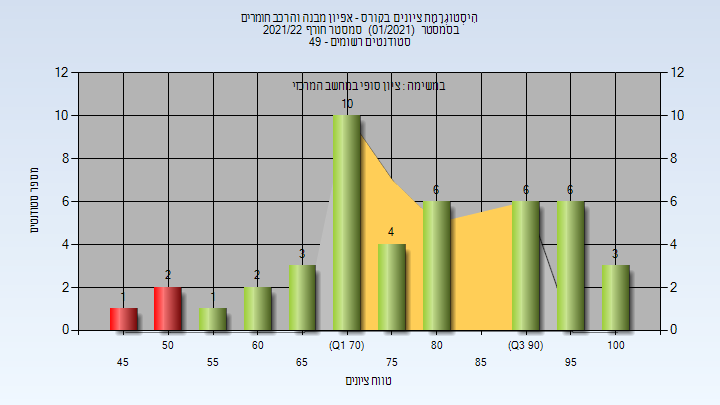 היסטוגרמת ציונים בקורס - אפיון מבנה והרכב חומרים
בסמסטר (01/2021) סמסטר חורף 2021/22
סטודנטים רשומים - 49
במשימה : ציון סופי במחשב המרכזי
12 12
10 10
8 8
6 6
4 4
2 2
0 0
מספר סטודנטים
1 2 1 2 3 10 4 6 6 6 3
50 60 (Q1 70) 80 (Q3 90) 100
45 55 65 75 85 95
טווח ציונים